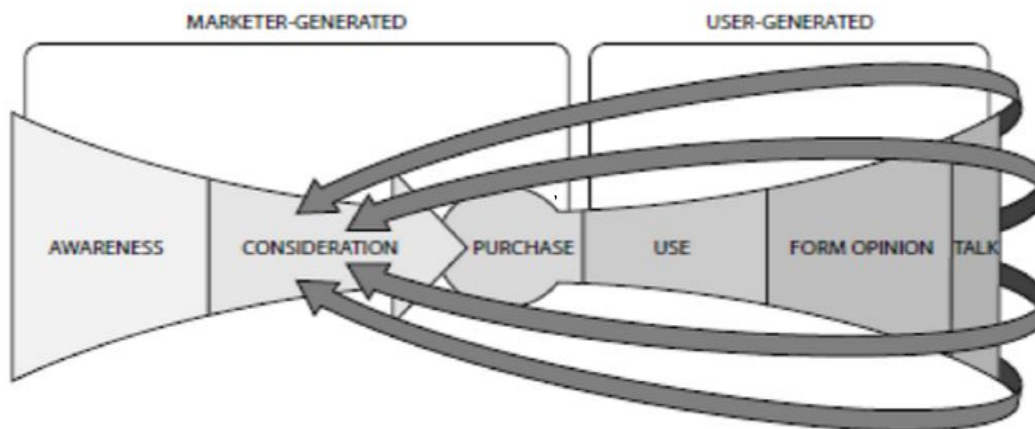 MARKETER-GENERATED
USER-GENERATED
AWARENESS
CONSIDERATION
PURCHASE
USE
FORM OPINION
TALK